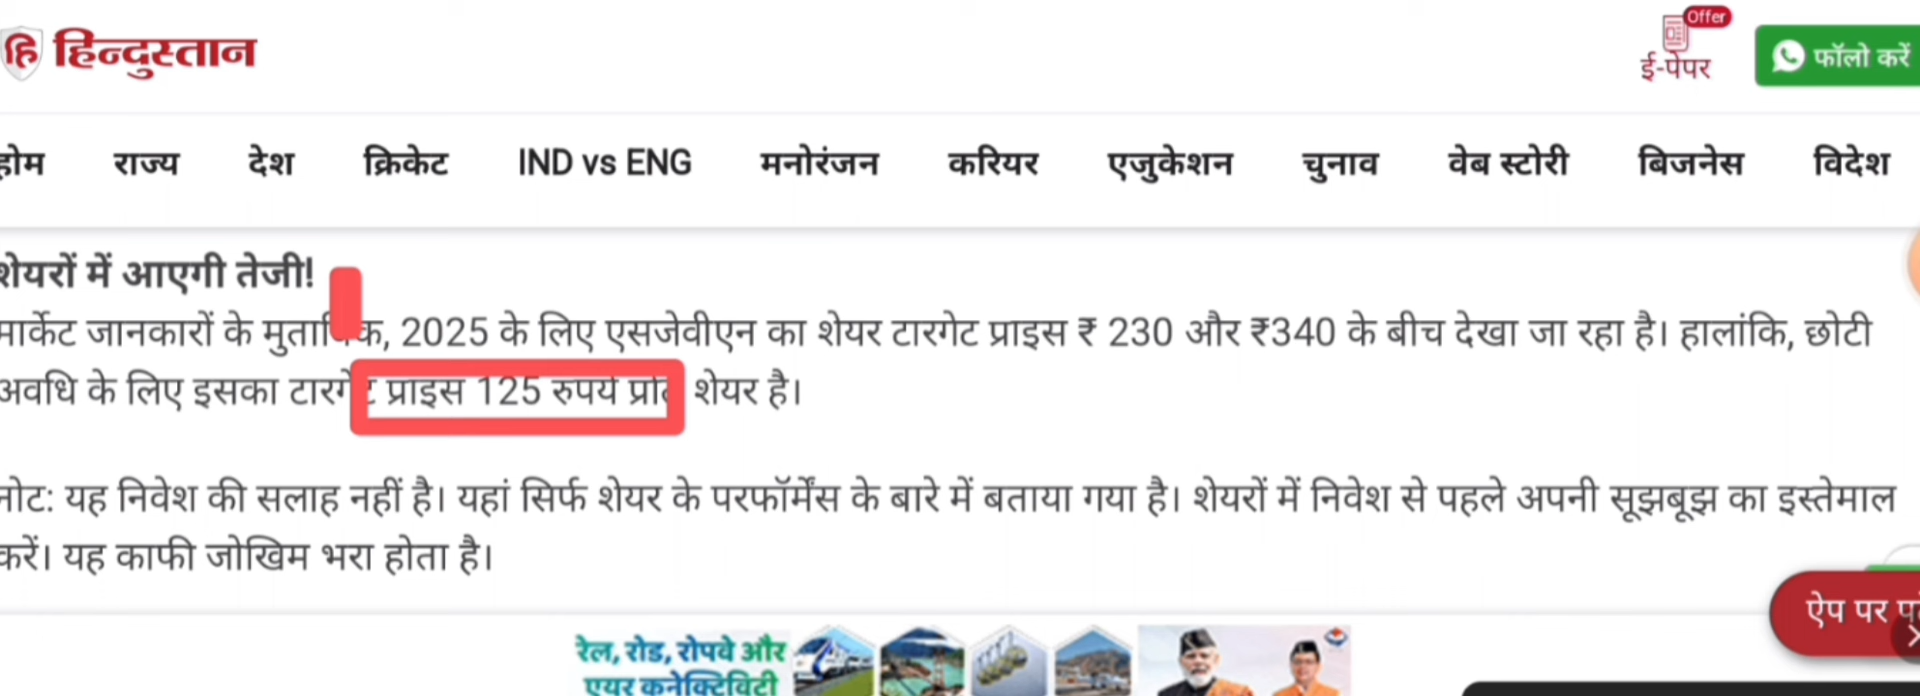 हि हिन्दुस्तान
Offer
ई-पेपर
फॉलो करें
होम राज्य देश क्रिकेट IND vs ENG मनोरंजन करियर एजुकेशन चुनाव वेब स्टोरी बिजनेस विदेश
शेयरों में आएगी तेजी!
मार्केट जानकारों के मुताबिक, 2025 के लिए एसजेवीएन का शेयर टारगेट प्राइस ₹ 230 और ₹340 के बीच देखा जा रहा है। हालांकि, छोटी
अवधि के लिए इसका टारगेट प्राइस 125 रुपये प्रति शेयर है।
नोट: यह निवेश की सलाह नहीं है। यहां सिर्फ शेयर के परफॉर्मेंस के बारे में बताया गया है। शेयरों में निवेश से पहले अपनी सूझबूझ का इस्तेमाल
करें। यह काफी जोखिम भरा होता है।
ऐप पर
रेल, रोड, रोपवे और
एयर कनेक्टिविटी